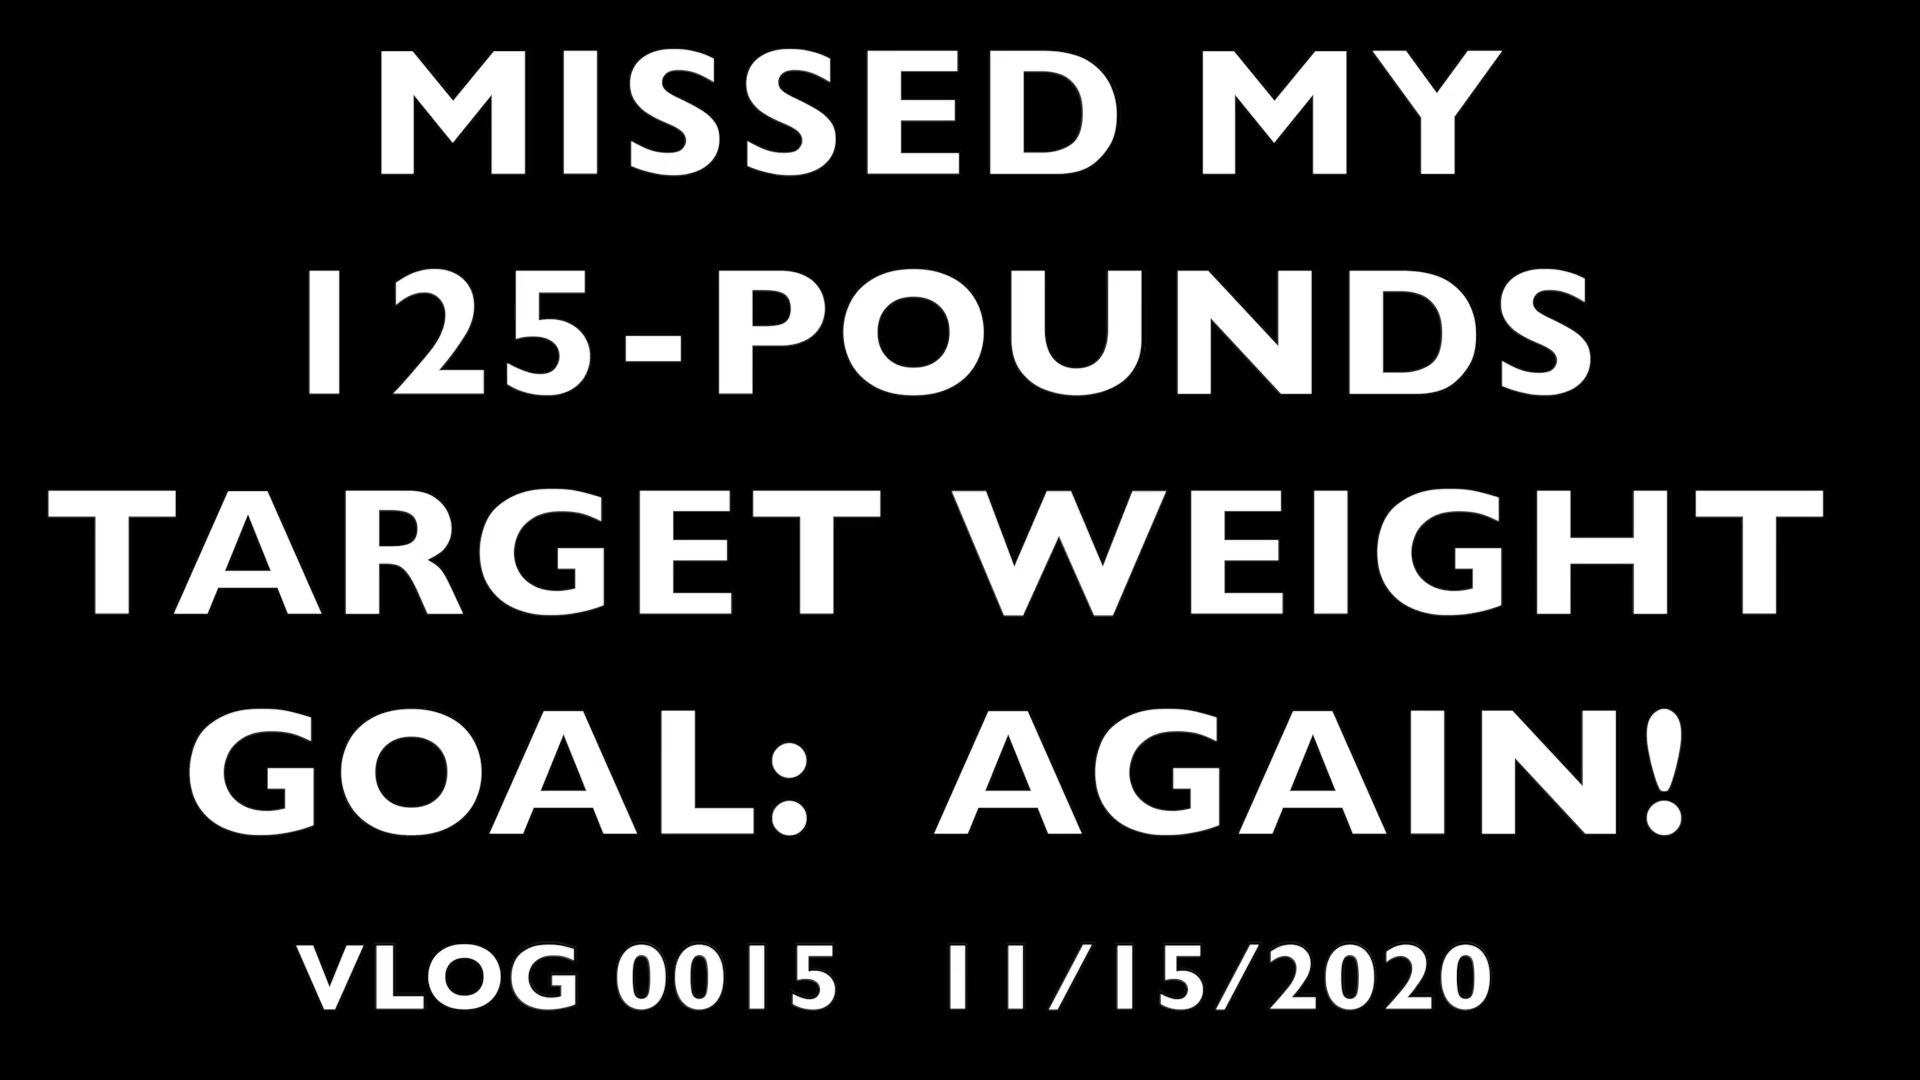 MISSED MY
125-POUNDS
TARGET WEIGHT
GOAL: AGAIN!
VLOG 0015 11/15/2020